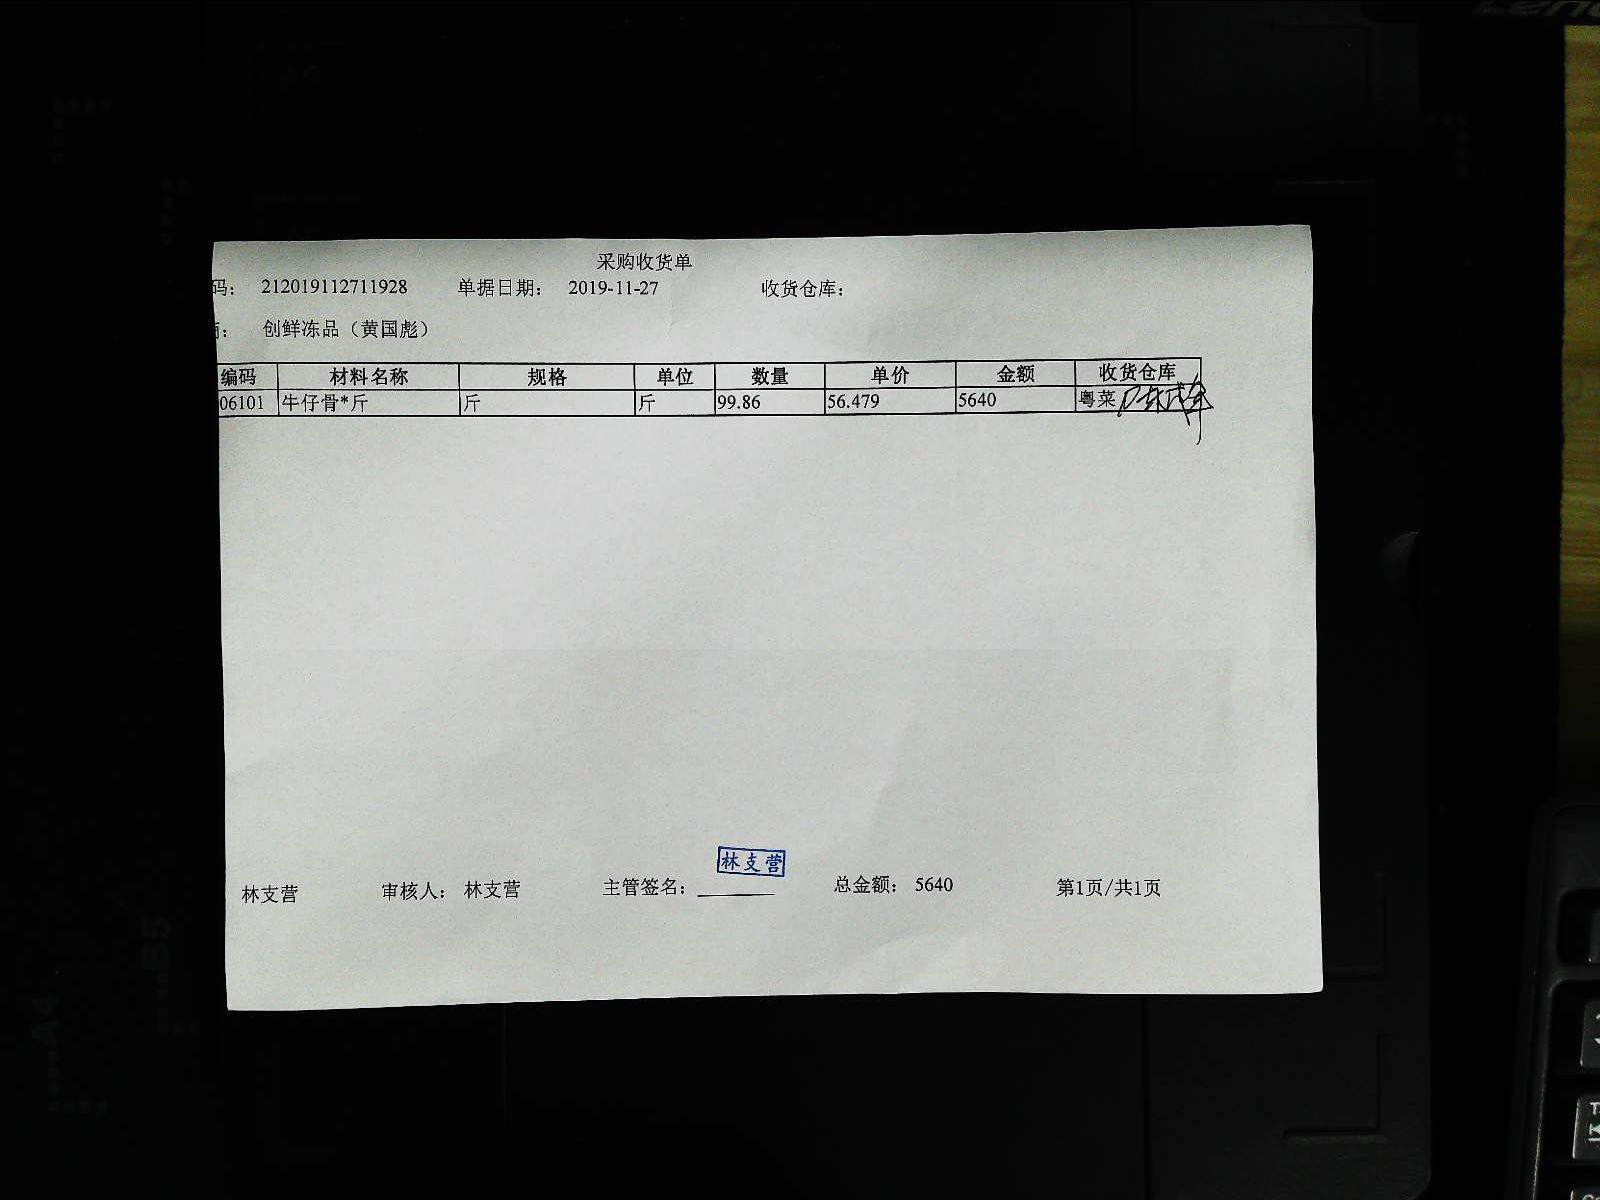 采购收货单
码： 212019112711928 单据日期： 2019-11-27 收货仓库：
商： 创鲜冻品（黄国彪）
编码 材料名称 规格 单位 数量 单价 金额 收货仓库
06101 牛仔骨*斤 斤 斤 99.86 56.479 5640 粤菜
林支营
林支营 审核人： 林支营 主管签名： 总金额： 5640 第1页/共1页